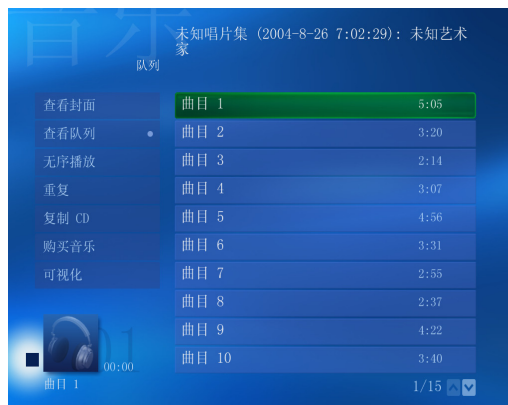 音乐
未知唱片集 (2004-8-26 7:02:29): 未知艺术
家
队列
查看封面
查看队列
无序播放
重复
复制 CD
购买音乐
可视化
曲目 1 5:05
曲目 2 3:20
曲目 3 2:14
曲目 4 3:07
曲目 5 4:56
曲目 6 3:31
曲目 7 2:55
曲目 8 2:37
曲目 9 4:22
曲目 10 3:40
01
00:00
曲目 1
1/15